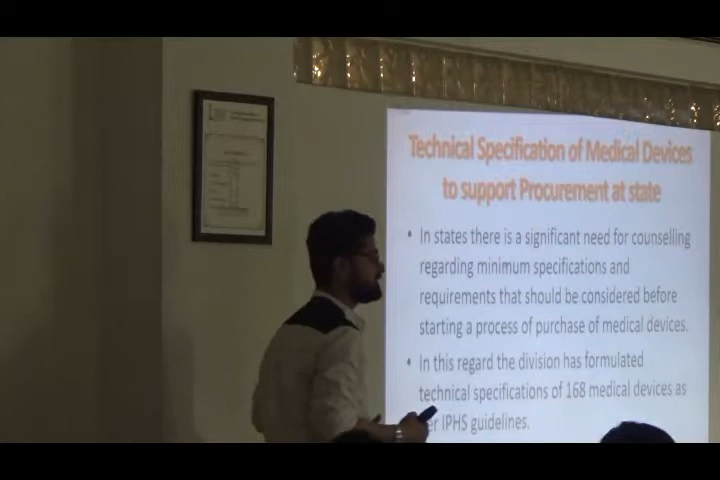 Technical Specification of Medical Devices
to support Procurement at state
• In states there is a significant need for counselling
regarding minimum specifications and
requirements that should be considered before
starting a process of purchase of medical devices.
• In this regard the division has formulated
technical specifications of 168 medical devices as
IPHS guidelines.